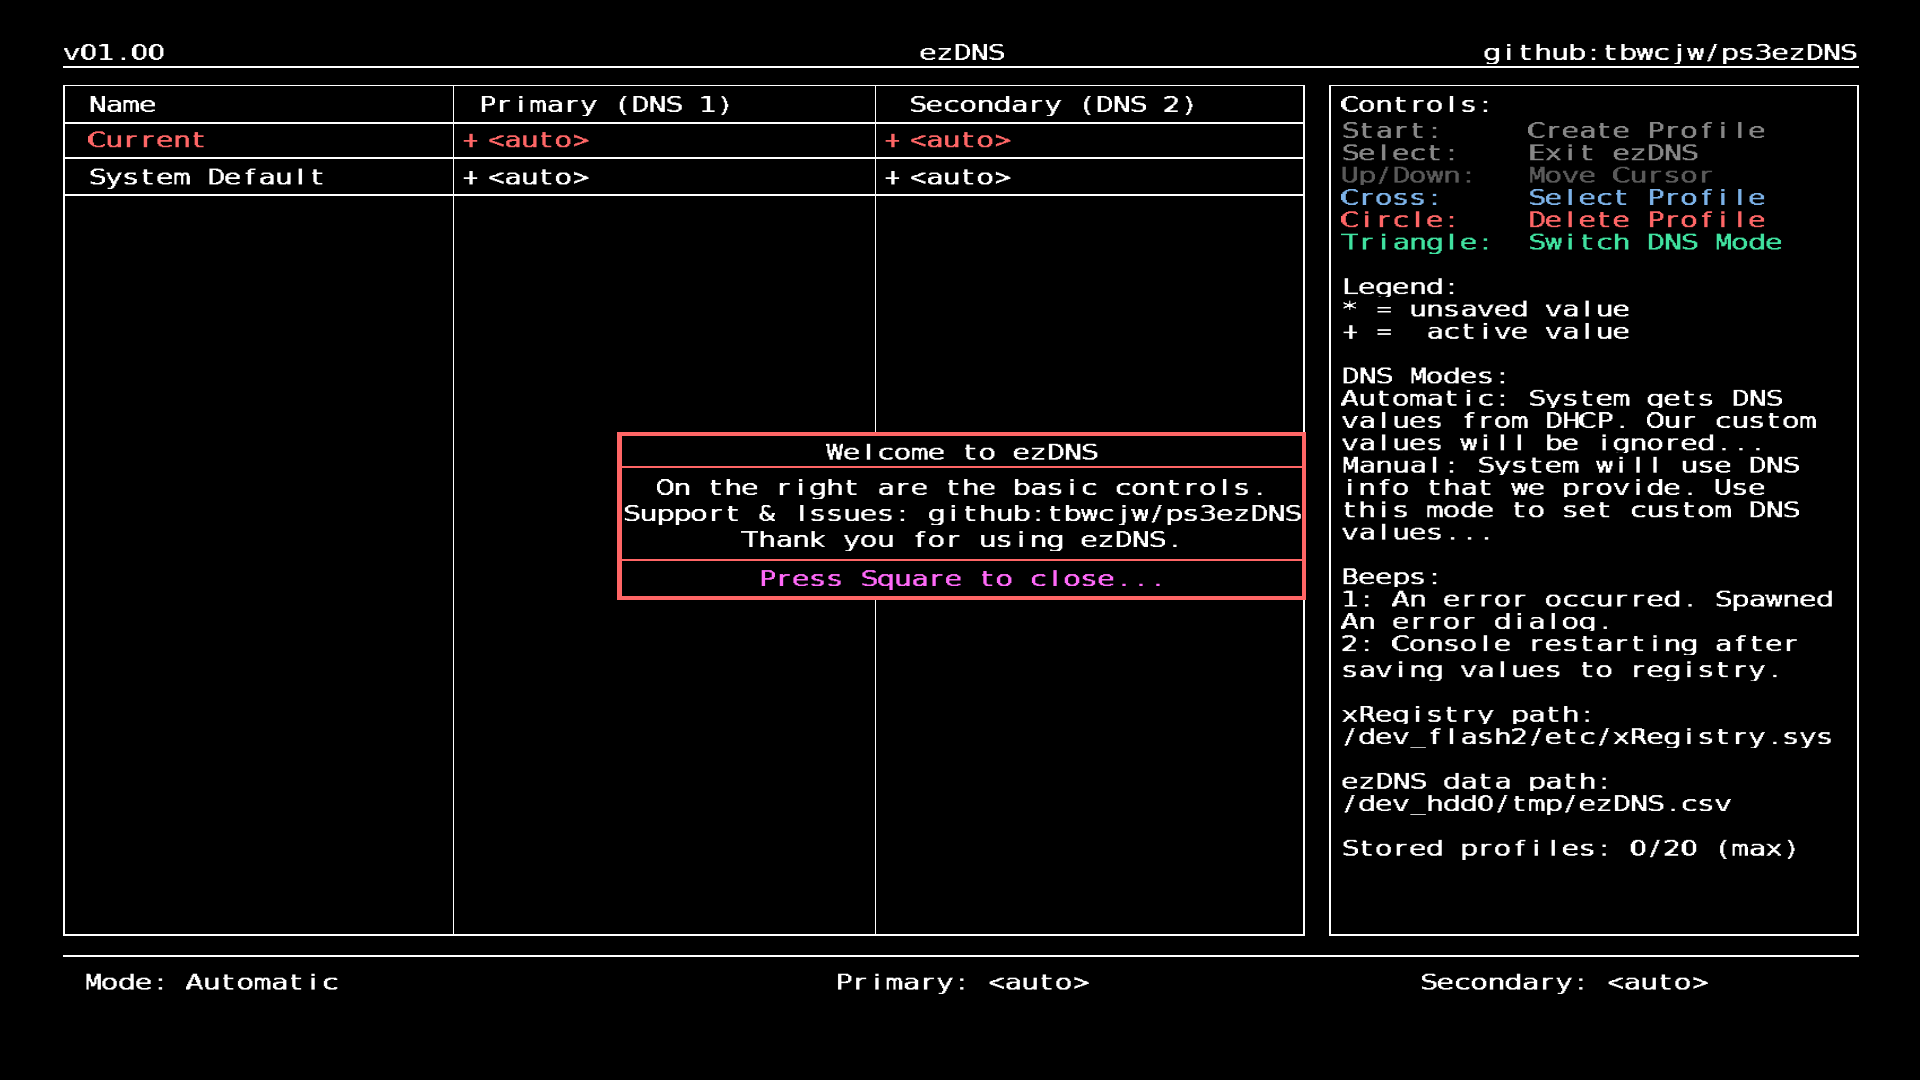 v01.00 ezDNS github:tbwcjw/ps3ezDNS
Name Primary (DNS 1) Secondary (DNS 2)
Current + <auto> + <auto>
System Default + <auto> + <auto>
Welcome to ezDNS
On the right are the basic controls.
Support & Issues: github:tbwcjw/ps3ezDNS
Thank you for using ezDNS.
Press Square to close...
Controls:
Start: Create Profile
Select: Exit ezDNS
Up/Down: Move Cursor
Cross: Select Profile
Circle: Delete Profile
Triangle: Switch DNS Mode
Legend:
* = unsaved value
+ = active value
DNS Modes:
Automatic: System gets DNS
values from DHCP. Our custom
values will be ignored...
Manual: System will use DNS
info that we provide. Use
this mode to set custom DNS
values...
Beeps:
1: An error occurred. Spawned
An error dialog.
2: Console restarting after
saving values to registry.
xRegistry path:
/dev_flash2/etc/xRegistry.sys
ezDNS data path:
/dev_hdd0/tmp/ezDNS.csv
Stored profiles: 0/20 (max)
Mode: Automatic Primary: <auto> Secondary: <auto>